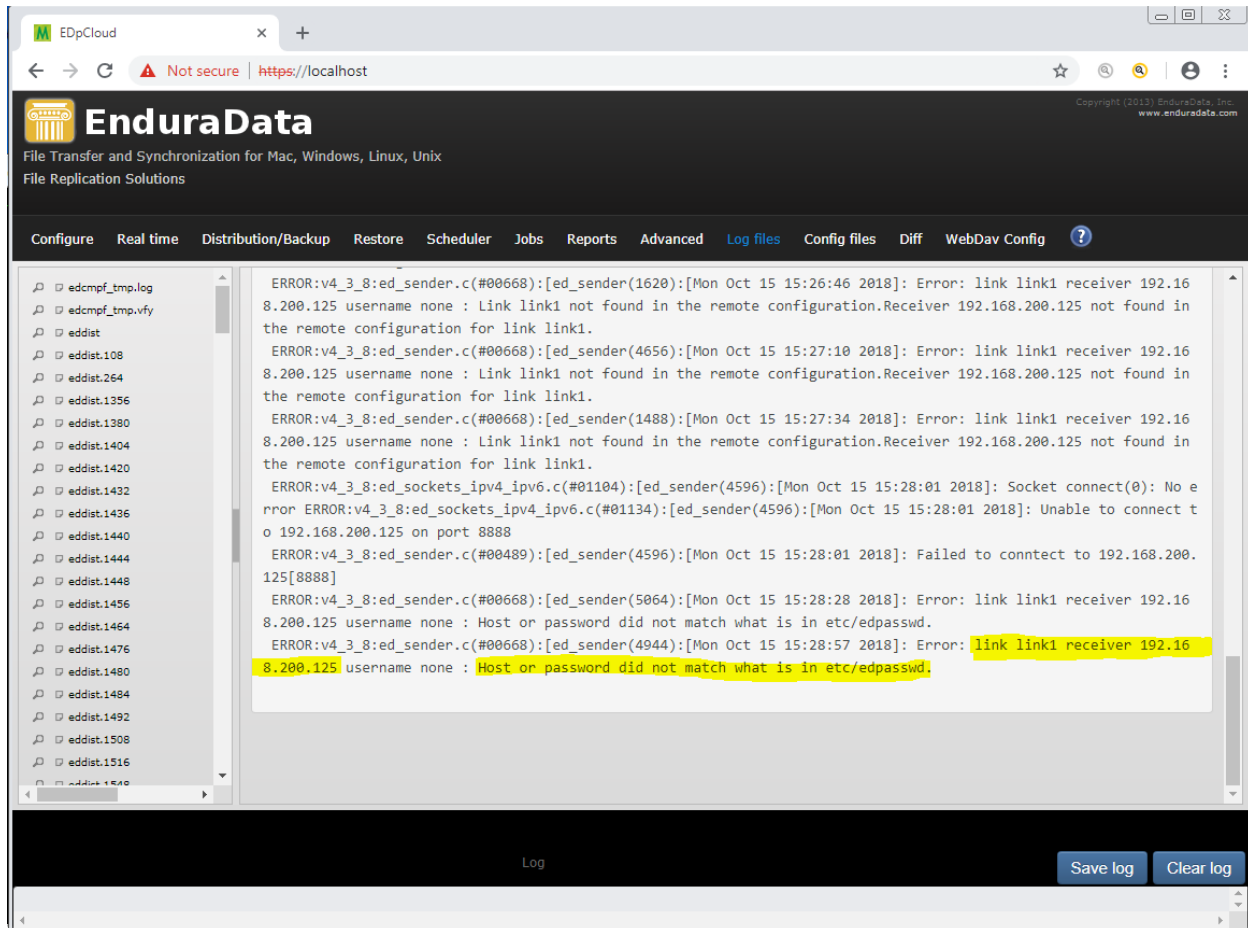 EDpCloud
Not secure https://localhost
Copyright (2013) EnduraData, Inc.
www.enduradata.com
EnduraData
File Transfer and Synchronization for Mac, Windows, Linux, Unix
File Replication Solutions
Configure Real time Distribution/Backup Restore Scheduler Jobs Reports Advanced Log files Config files Diff WebDav Config ?
edcmpf_tmp.log
edcmpf_tmp.vfy
eddist
eddist.108
eddist.264
eddist.1356
eddist.1380
eddist.1404
eddist.1420
eddist.1432
eddist.1436
eddist.1440
eddist.1444
eddist.1448
eddist.1456
eddist.1464
eddist.1476
eddist.1480
eddist.1484
eddist.1492
eddist.1508
eddist.1516
eddist.1548
ERROR:v4_3_8:ed_sender.c(#00668):[ed_sender(1620):[Mon Oct 15 15:26:46 2018]: Error: link link1 receiver 192.16
8.200.125 username none : Link link1 not found in the remote configuration.Receiver 192.168.200.125 not found in
the remote configuration for link link1.
ERROR:v4_3_8:ed_sender.c(#00668):[ed_sender(4656):[Mon Oct 15 15:27:10 2018]: Error: link link1 receiver 192.16
8.200.125 username none : Link link1 not found in the remote configuration.Receiver 192.168.200.125 not found in
the remote configuration for link link1.
ERROR:v4_3_8:ed_sender.c(#00668):[ed_sender(1488):[Mon Oct 15 15:27:34 2018]: Error: link link1 receiver 192.16
8.200.125 username none : Link link1 not found in the remote configuration.Receiver 192.168.200.125 not found in
the remote configuration for link link1.
ERROR:v4_3_8:ed_sockets_ipv4_ipv6.c(#01104):[ed_sender(4596):[Mon Oct 15 15:28:01 2018]: Socket connect(0): No e
rror ERROR:v4_3_8:ed_sockets_ipv4_ipv6.c(#01134):[ed_sender(4596):[Mon Oct 15 15:28:01 2018]: Unable to connect t
o 192.168.200.125 on port 8888
ERROR:v4_3_8:ed_sender.c(#00489):[ed_sender(4596):[Mon Oct 15 15:28:01 2018]: Failed to conntect to 192.168.200.
125[8888]
ERROR:v4_3_8:ed_sender.c(#00668):[ed_sender(5064):[Mon Oct 15 15:28:28 2018]: Error: link link1 receiver 192.16
8.200.125 username none : Host or password did not match what is in etc/edpasswd.
ERROR:v4_3_8:ed_sender.c(#00668):[ed_sender(4944):[Mon Oct 15 15:28:57 2018]: Error: link link1 receiver 192.16
8.200.125 username none : Host or password did not match what is in etc/edpasswd.
Log
Save log Clear log